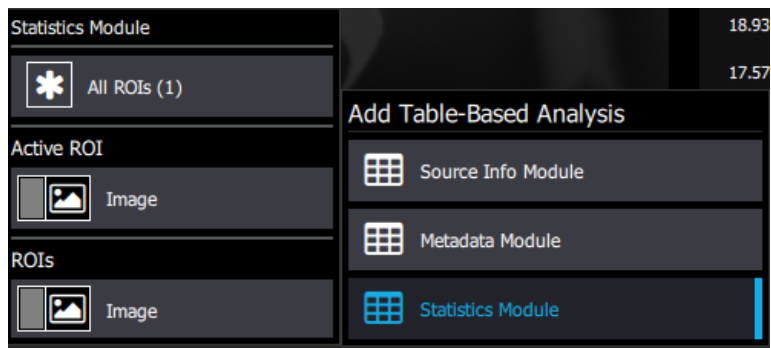 Statistics Module
All ROIs (1)
Active ROI
Image
ROIs
Image
18.93
17.57
Add Table-Based Analysis
Source Info Module
Metadata Module
Statistics Module